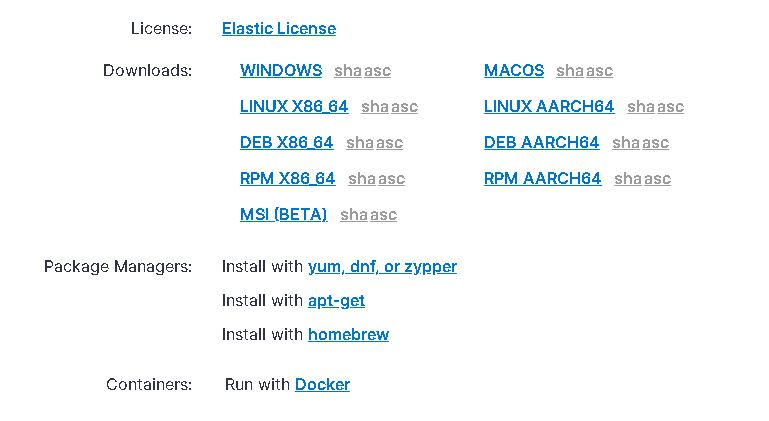 License: Elastic License
Downloads: WINDOWS sha asc MACOS sha asc
LINUX X86_64 sha asc LINUX AARCH64 sha asc
DEB X86_64 sha asc DEB AARCH64 sha asc
RPM X86_64 sha asc RPM AARCH64 sha asc
MSI (BETA) sha asc
Package Managers: Install with yum, dnf, or zypper
Install with apt-get
Install with homebrew
Containers: Run with Docker